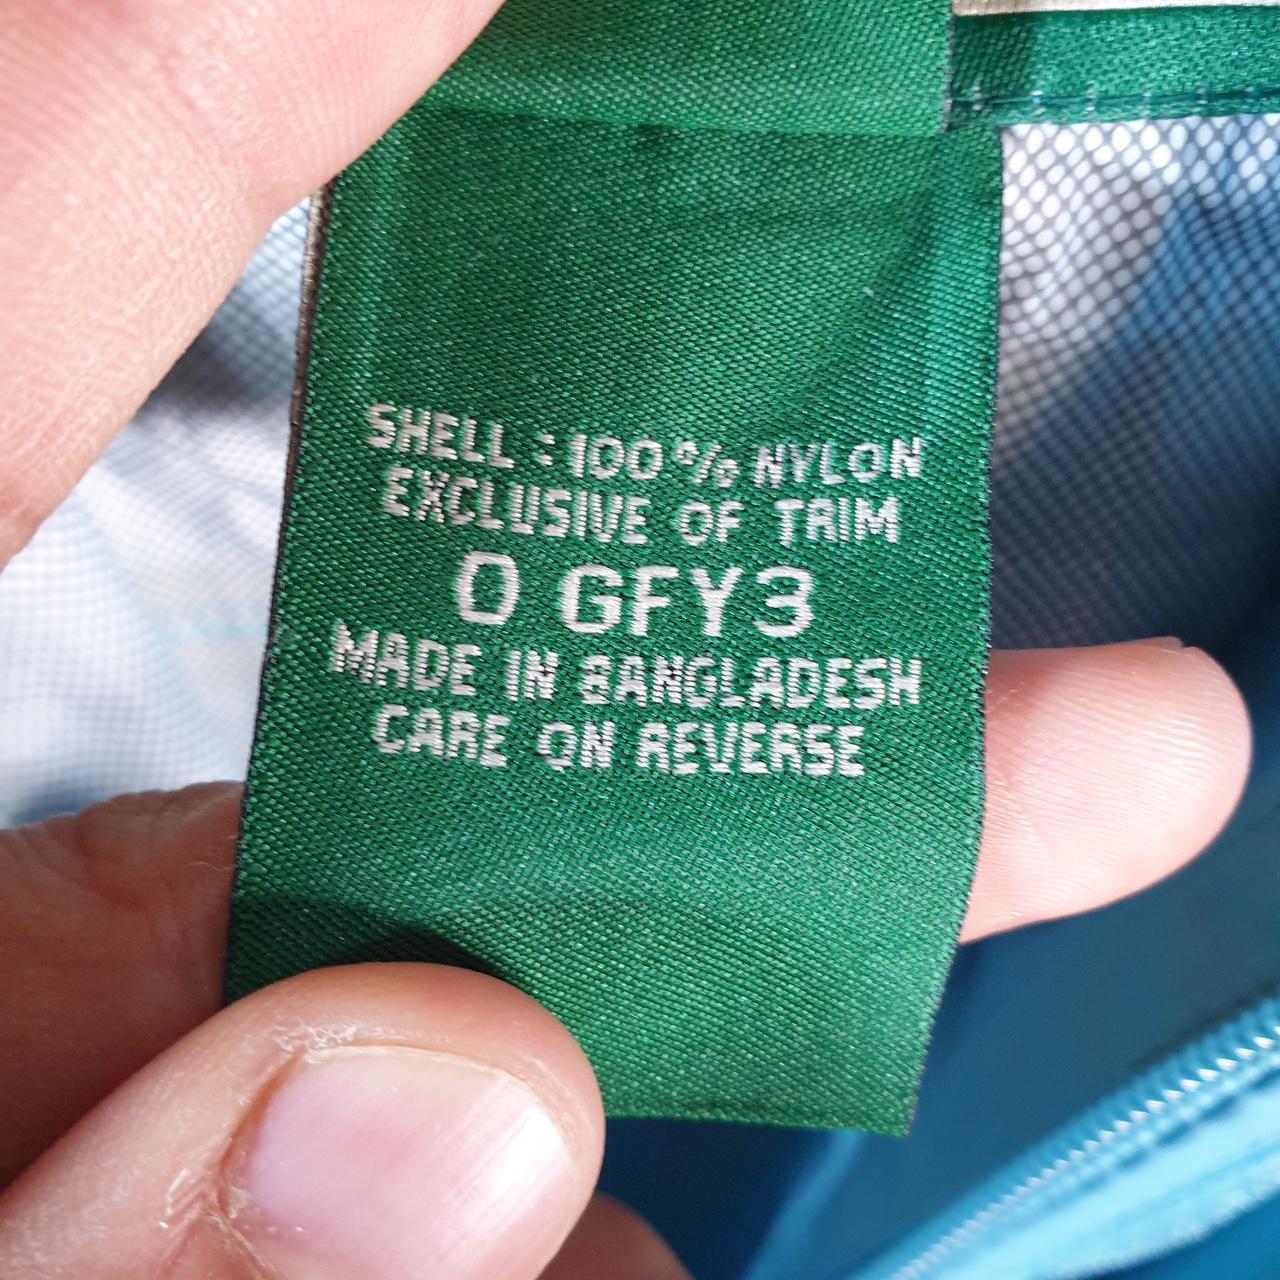 SHELL : 100% NYLON
EXCLUSIVE OF TRIM
0 GFY3
MADE IN BANGLADESH
CARE ON REVERSE